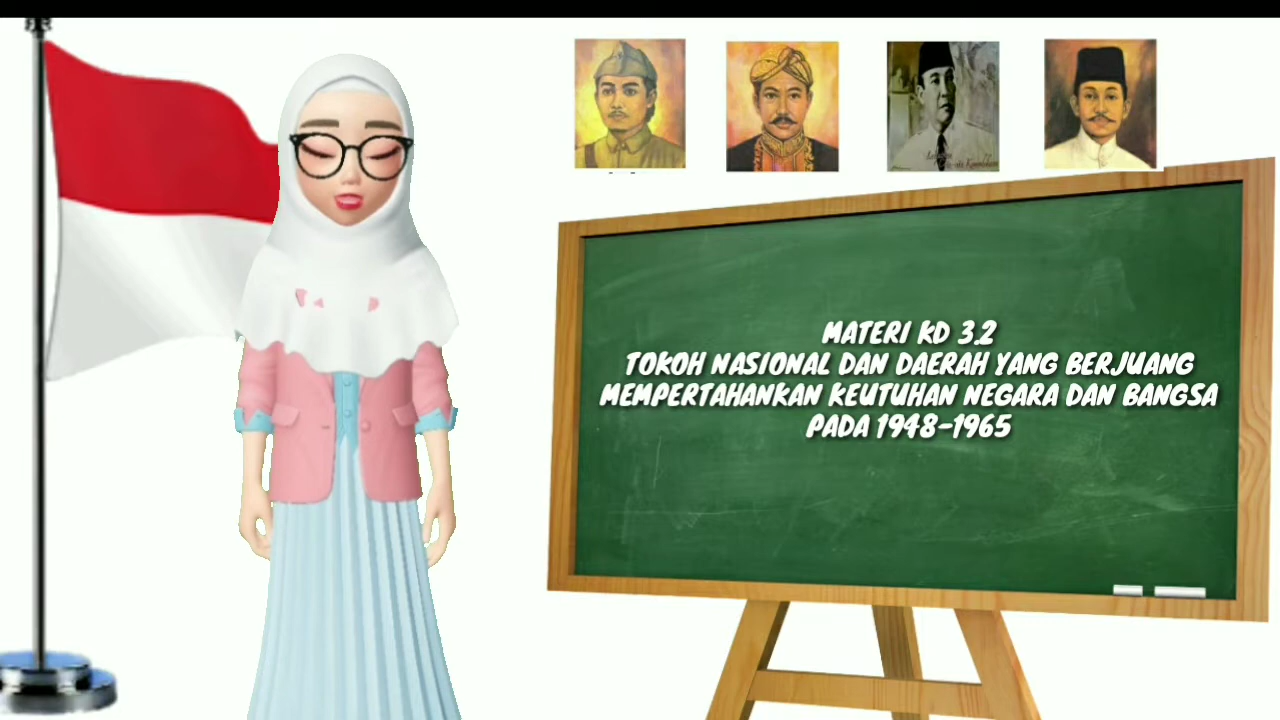 MATERI KD 3.2
TOKOH NASIONAL DAN DAERAH YANG BERJUANG
MEMPERTAHANKAN KEUTUHAN NEGARA DAN BANGSA
PADA 1948-1965